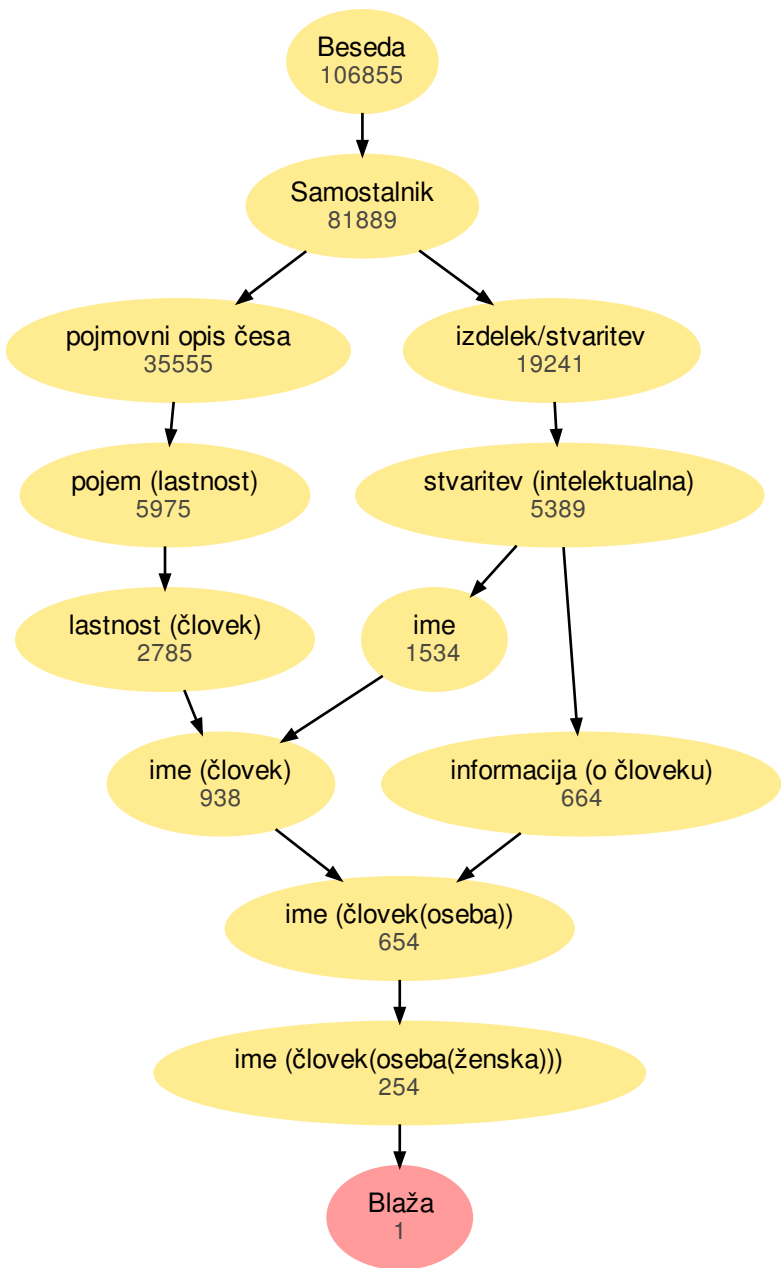 Beseda
106855
Samostalnik
81889
pojmovni opis česa
35555
izdelek/stvaritev
19241
pojem (lastnost)
5975
stvaritev (intelektualna)
5389
lastnost (človek)
2785
ime
1534
ime (človek)
938
informacija (o človeku)
664
ime (človek(oseba))
654
ime (človek(oseba(ženska)))
254
Blaža
1